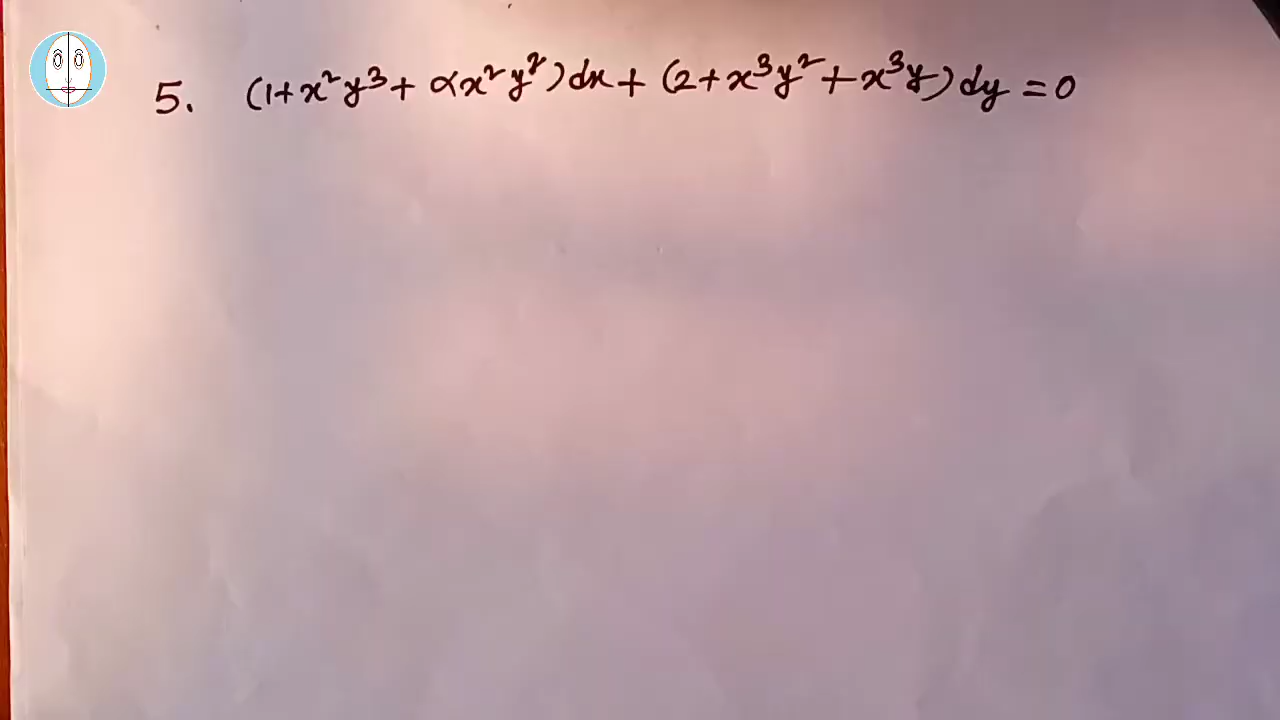 5. (1+x²y³+ αx²y²)dx + (2+x³y²+x³y)dy = 0